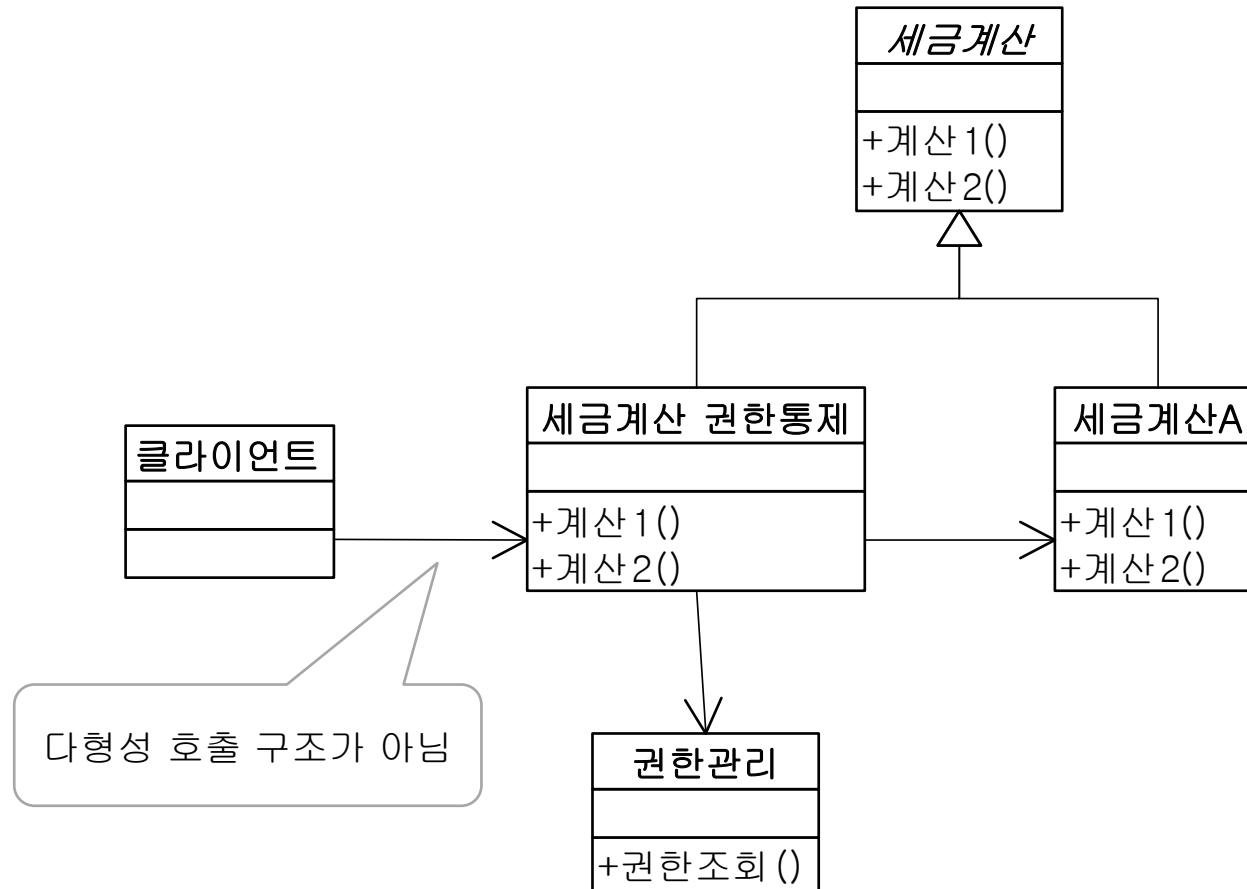 세금계산
+계산1()
+계산2()
클라이언트
세금계산 권한통제
+계산1()
+계산2()
세금계산A
+계산1()
+계산2()
다형성 호출 구조가 아님
권한관리
+권한조회()